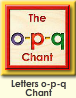 The
o-p-q
Chant
Letters o-p-q
Chant